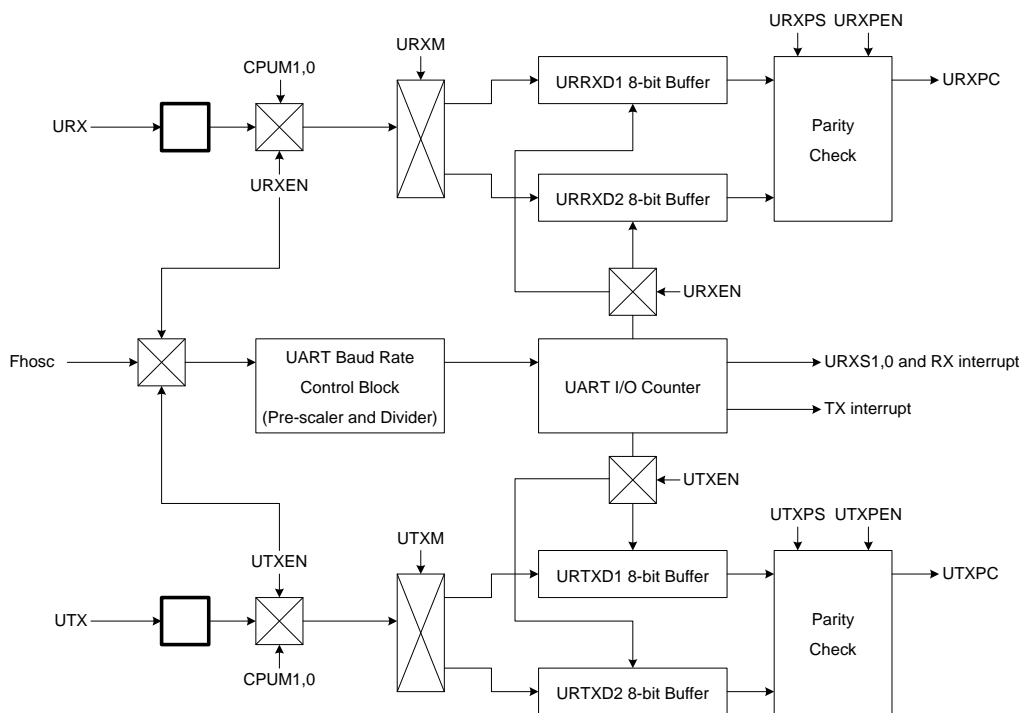 URXPS URXPEN
URXM
CPUM1,0
URRXD1 8-bit Buffer
URXPC
URX
Parity
Check
URXEN
URRXD2 8-bit Buffer
URXEN
Fhosc
UART Baud Rate
Control Block
(Pre-scaler and Divider)
UART I/O Counter
URXS1,0 and RX interrupt
TX interrupt
UTXEN
UTXPS UTXPEN
UTXM
UTXEN
URTXD1 8-bit Buffer
UTXPC
UTX
Parity
Check
CPUM1,0
URTXD2 8-bit Buffer